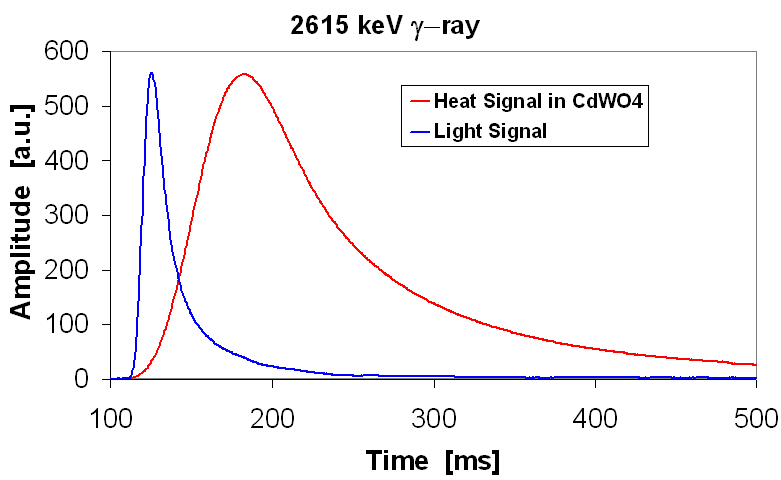 2615 keV γ−ray
600
500
400
300
200
100
0
Amplitude [a.u.]
Heat Signal in CdWO4
Light Signal
100 200 300 400 500
Time [ms]